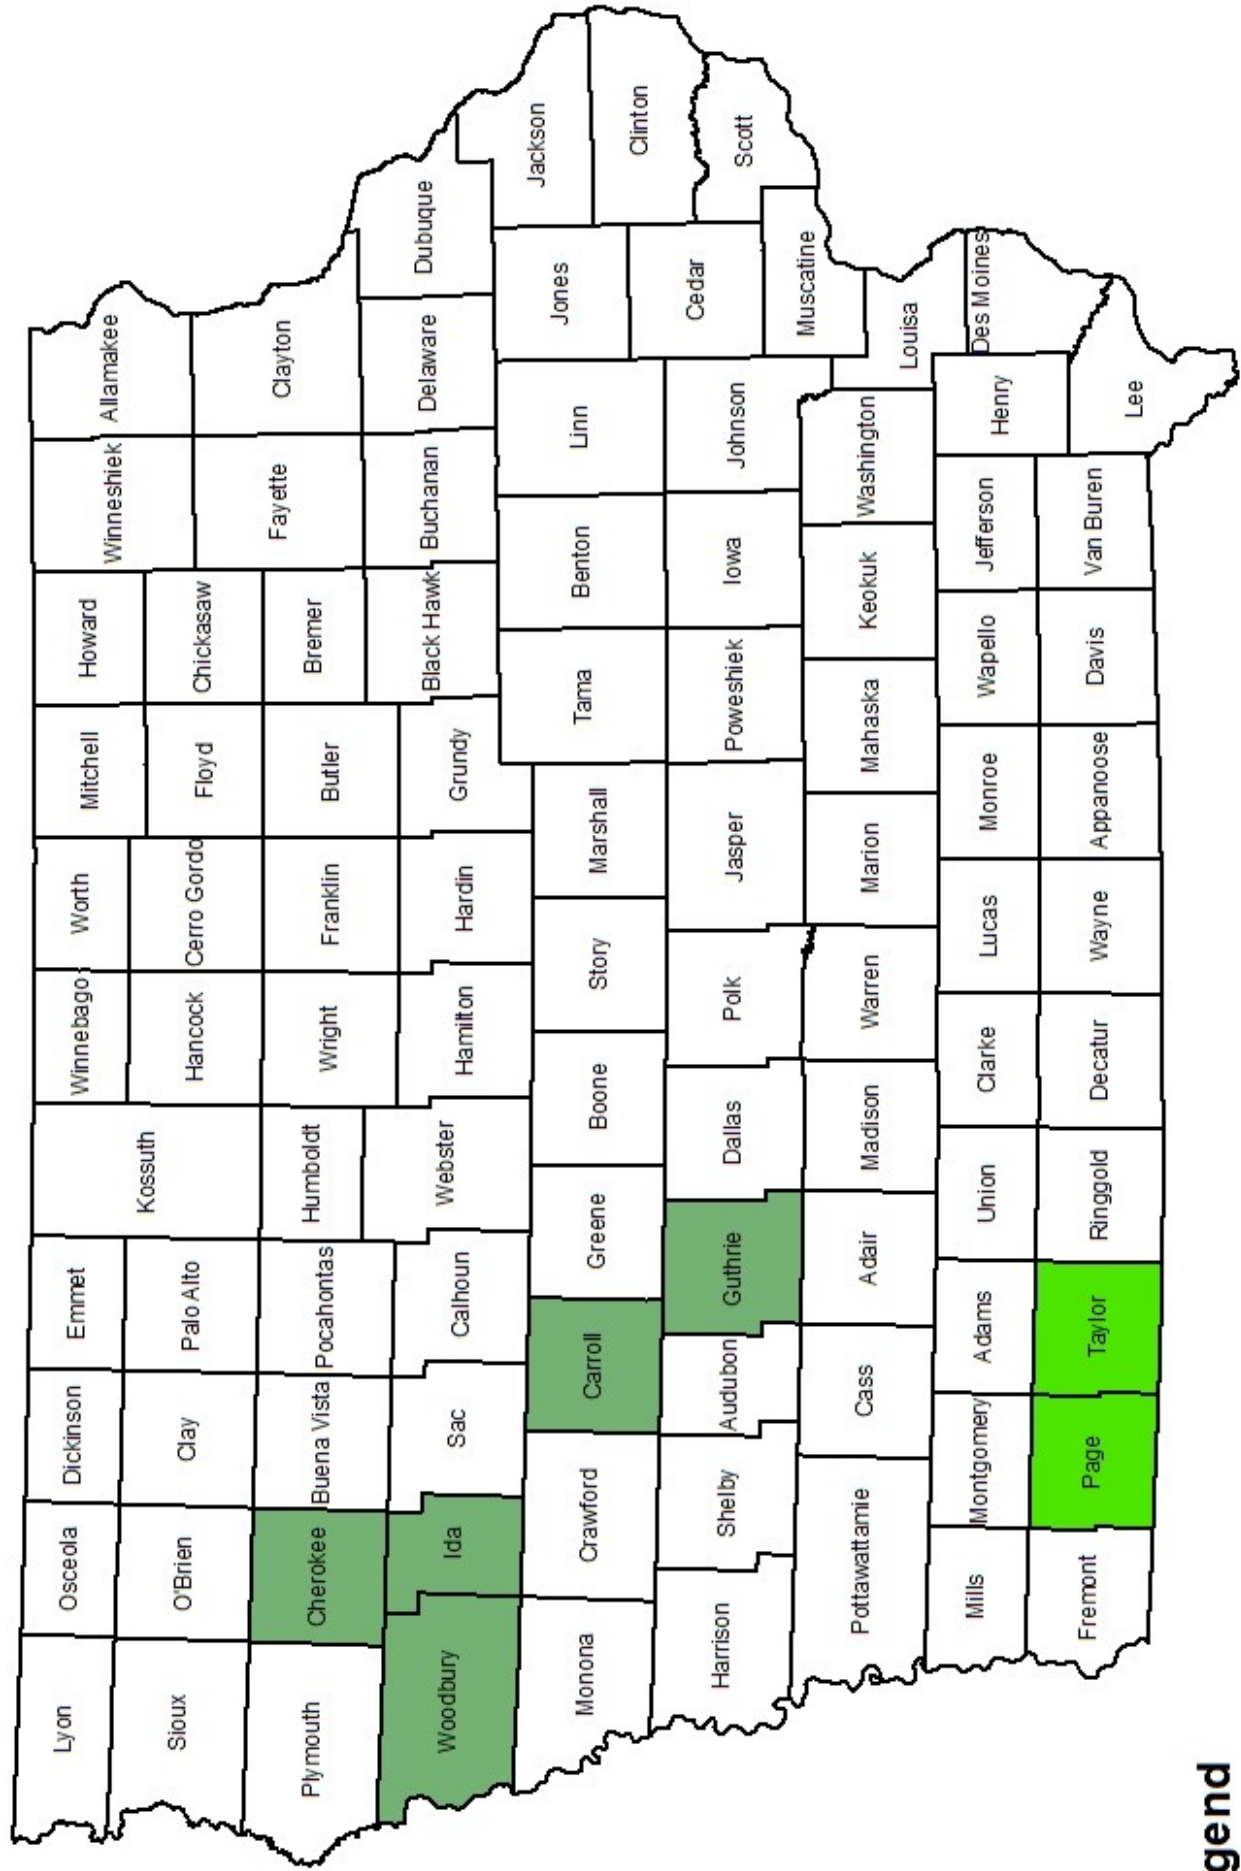 Lyon
Osceola
Dickinson
Emmet
Kossuth
Winnebago
Worth
Mitchell
Howard
Winneshiek
Allamakee
Sioux
O'Brien
Clay
Palo Alto
Hancock
Cerro Gordo
Floyd
Chickasaw
Fayette
Clayton
Plymouth
Cherokee
Buena Vista
Pocahontas
Humboldt
Wright
Franklin
Butler
Bremer
Woodbury
Ida
Sac
Calhoun
Webster
Hamilton
Hardin
Grundy
Black Hawk
Buchanan
Delaware
Dubuque
Monona
Crawford
Carroll
Greene
Boone
Story
Marshall
Tama
Benton
Linn
Jones
Jackson
Clinton
Harrison
Shelby
Audubon
Guthrie
Dallas
Polk
Jasper
Poweshiek
Iowa
Johnson
Cedar
Scott
Muscatine
Pottawattamie
Cass
Adair
Madison
Warren
Marion
Mahaska
Keokuk
Washington
Louisa
Mills
Montgomery
Adams
Union
Clarke
Lucas
Monroe
Wapello
Jefferson
Henry
Des Moines
Fremont
Page
Taylor
Ringgold
Decatur
Wayne
Appanoose
Davis
Van Buren
Lee
gend